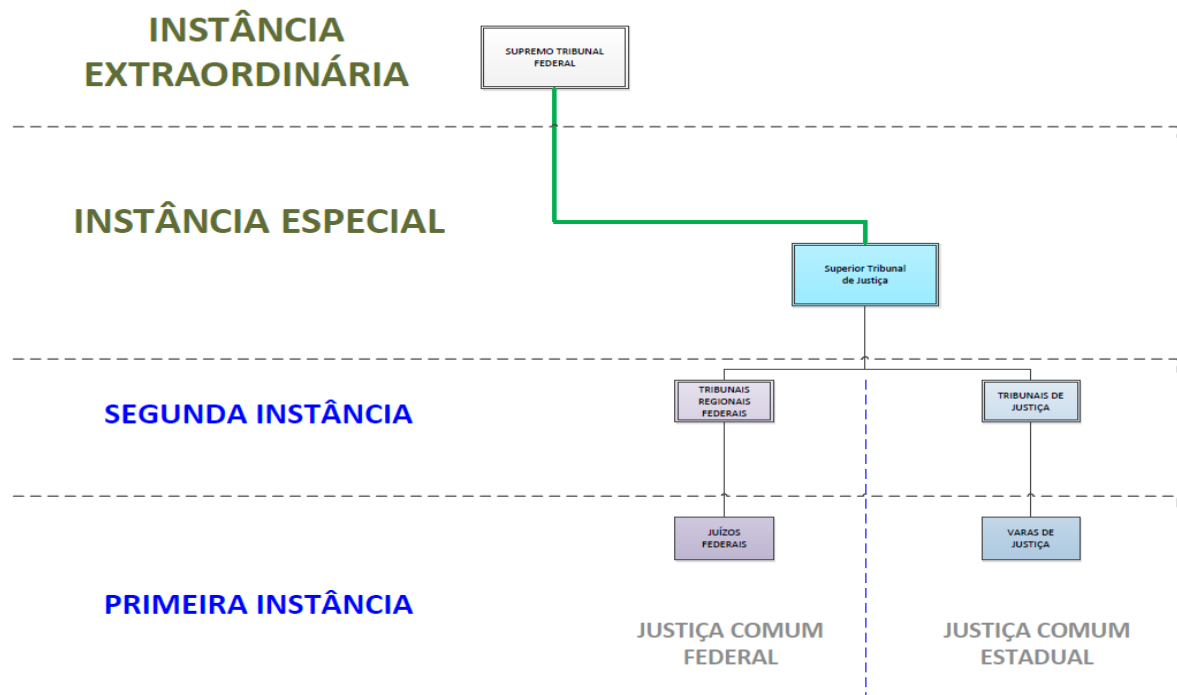 INSTÂNCIA
EXTRAORDINÁRIA
SUPREMO TRIBUNAL
FEDERAL
INSTÂNCIA ESPECIAL
Superior Tribunal
de Justiça
SEGUNDA INSTÂNCIA
TRIBUNAIS
REGIONAIS
FEDERAIS
TRIBUNAIS DE
JUSTIÇA
PRIMEIRA INSTÂNCIA
JUÍZOS
FEDERAIS
VARAS DE
JUSTIÇA
JUSTIÇA COMUM
FEDERAL
JUSTIÇA COMUM
ESTADUAL